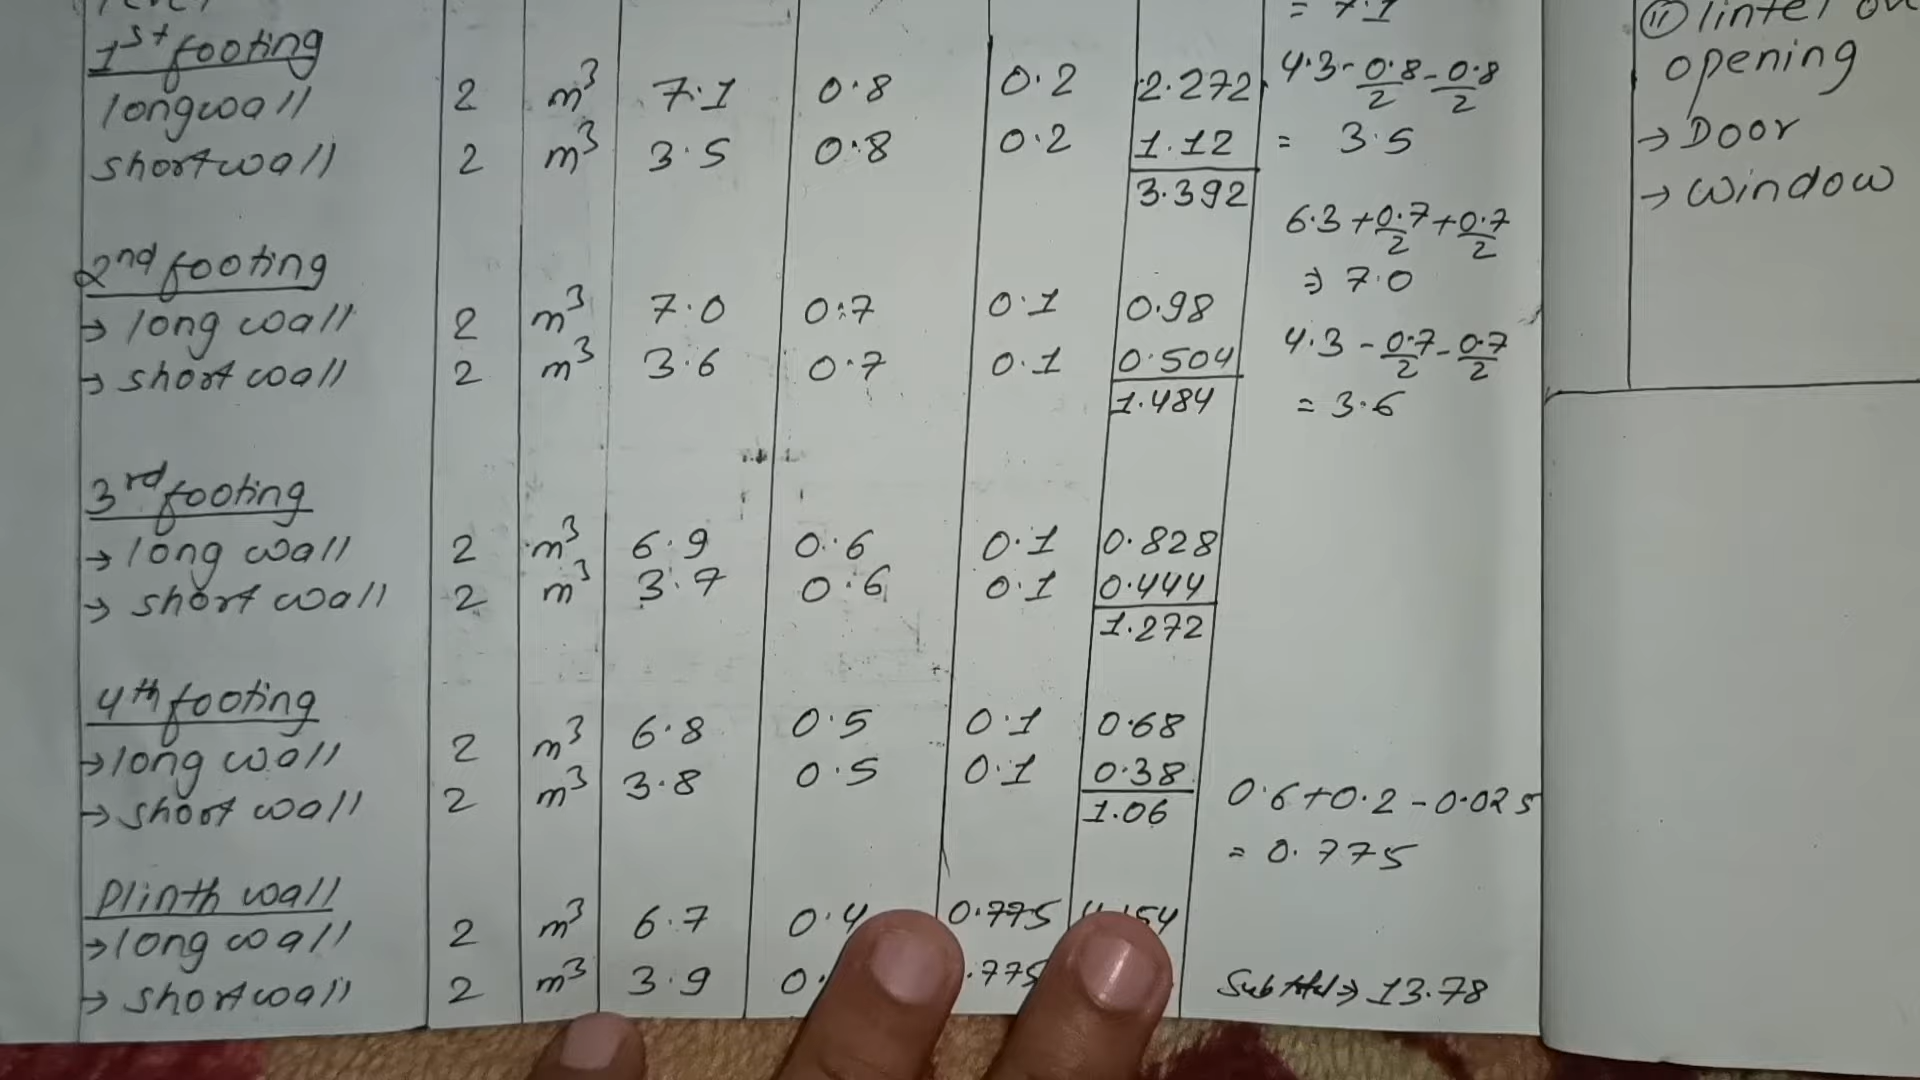 = 7.1
1st footing
longwall 2 m³ 7.1 0.8 0.2 2.272
shortwall 2 m³ 3.5 0.8 0.2 1.12
3.392
4.3-0.8/2-0.8/2
= 3.5
6.3+0.7/2+0.7/2
⇒ 7.0
2nd footing
→ long wall 2 m³ 7.0 0.7 0.1 0.98
→ short wall 2 m³ 3.6 0.7 0.1 0.504
1.484
4.3-0.7/2-0.7/2
= 3.6
3rd footing
→ long wall 2 m³ 6.9 0.6 0.1 0.828
→ short wall 2 m³ 3.7 0.6 0.1 0.444
1.272
4th footing
→ long wall 2 m³ 6.8 0.5 0.1 0.68
→ short wall 2 m³ 3.8 0.5 0.1 0.38
1.06
0.6+0.2-0.025
= 0.775
Plinth wall
→ long wall 2 m³ 6.7 0.4 0.775
→ short wall 2 m³ 3.9
⇒ 13.78
(ii) lintel
opening
→ Door
→ window